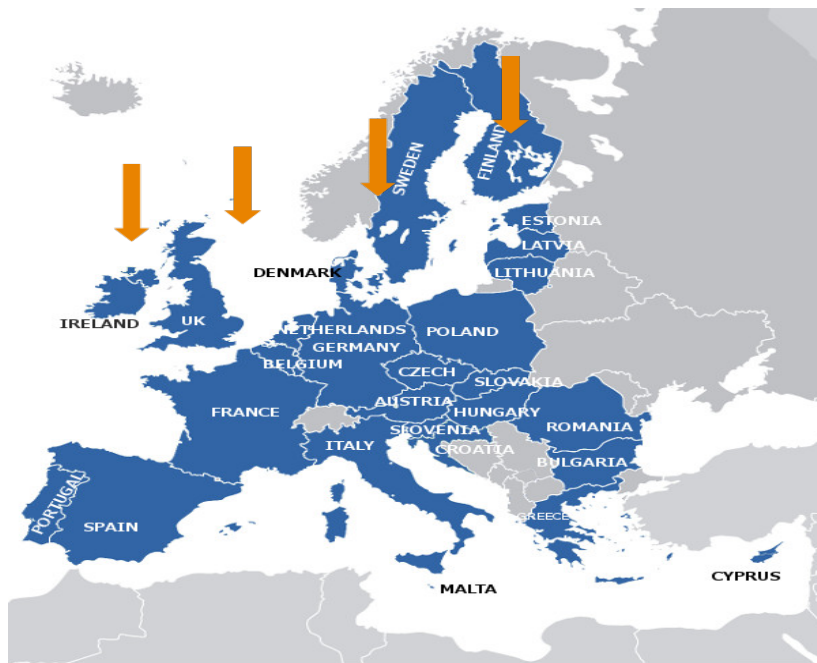 SWEDEN
FINLAND
ESTONIA
LATVIA
LITHUANIA
DENMARK
IRELAND
UK
NETHERLANDS
GERMANY
BELGIUM
POLAND
CZECH
SLOVAKIA
AUSTRIA
HUNGARY
FRANCE
SLOVENIA
ROMANIA
ITALY
CROATIA
BULGARIA
PORTUGAL
SPAIN
GREECE
MALTA
CYPRUS